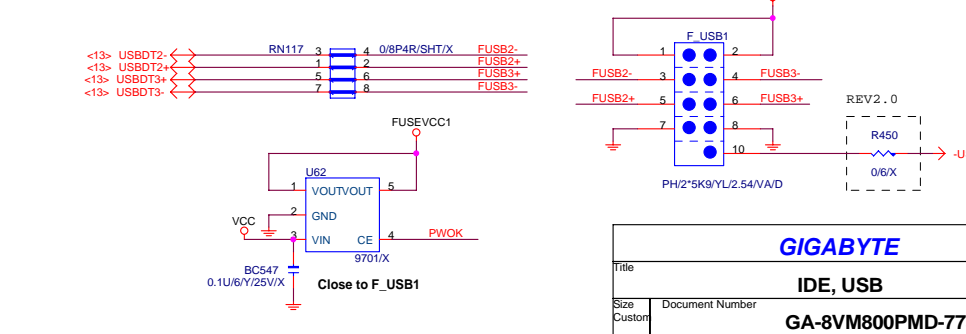 <13> USBDT2-
<13> USBDT2+
<13> USBDT3+
<13> USBDT3-
RN117
0/8P4R/SHT/X
3 4
1 2
5 6
7 8
FUSB2-
FUSB2+
FUSB3+
FUSB3-
FUSEVCC1
U62
1 VOUT VOUT 5
2 GND
3 VIN CE 4
9701/X
VCC
PWOK
BC547
0.1U/6/Y/25V/X
Close to F_USB1
F_USB1
1 2
FUSB2- 3 4 FUSB3-
FUSB2+ 5 6 FUSB3+
7 8
10
PH/2*5K9/YL/2.54/VA/D
REV2.0
R450
0/6/X
-U
GIGABYTE
Title
IDE, USB
Size Document Number
Custom
GA-8VM800PMD-77